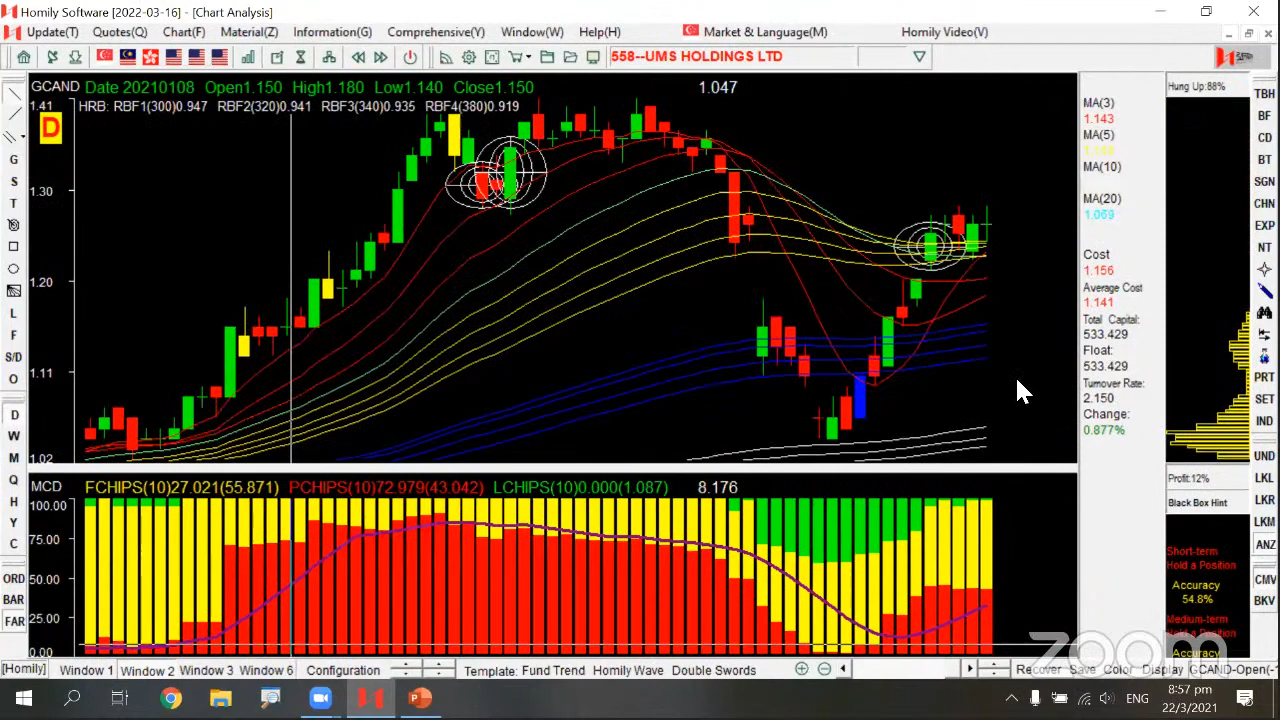 Homily Software [2022-03-16] - [Chart Analysis]
Update(T) Quotes(Z) Chart(F) Material(Z) Information(G) Comprehensive(Y) Window(W) Help(H) Market & Language(M) Homily Video(V)
558--UMS HOLDINGS LTD
GCAND Date 20210108 Open1.150 High1.180 Low1.140 Close1.150 1.047
HRB: RBF1(300)0.947 RBF2(320)0.941 RBF3(340)0.935 RBF4(380)0.919
1.41
D
1.30
1.20
1.11
1.02
MCD FCHIPS(10)27.021(55.871) PCHIPS(10)72.979(43.042) LCHIPS(10)0.000(1.087) 8.176
100.00
75.00
50.00
25.00
0.00
G
S
T
L
F
S/D
O
D
W
M
Q
H
Y
C
ORD
BAR
FAR
MA(3)
1.143
MA(5)
MA(10)
MA(20)
1.069
Cost
1.156
Average Cost
1.141
Total Capital:
533.429
Float:
533.429
Turnover Rate:
2.150
Change:
0.877%
Hung Up:88%
Profit:12%
Black Box Hint
Short-term
Hold a Position
Accuracy
54.8%
Medium-term
Hold a Position
Accuracy
TBH
BF
CD
BT
SGN
CHN
EXP
NT
PRT
SET
IND
UND
LKL
LKR
LKM
ANZ
CMV
BKV
zoom
[Homily] Window 1 Window 2 Window 3 Window 6 Configuration Template: Fund Trend Homily Wave Double Swords Recover Save Color Display GCAND-Open(-
ENG
8:57 pm
22/3/2021